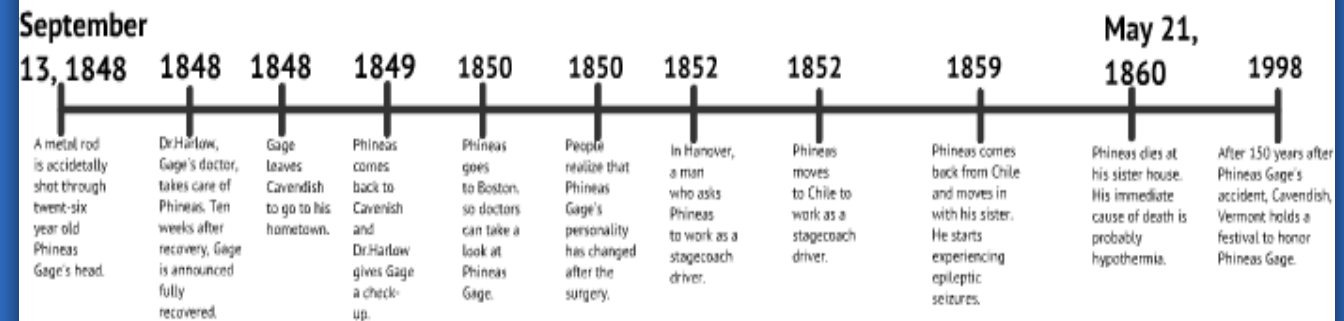 September
13, 1848
1848
1848
1849
1850
1850
1852
1852
1859
May 21,
1860
1998
A metal rod
is accidetally
shot through
twent-six
year old
Phineas
Gage's head.
Dr.Harlow,
Gage's doctor,
takes care of
Phineas. Ten
weeks after
recovery, Gage
is announced
fully
recovered.
Gage
leaves
Cavendish
to go to his
hometown.
Phineas
comes
back to
Cavenish
and
Dr.Harlow
gives Gage
a check-
up.
Phineas
goes
to Boston,
so doctors
can take a
look at
Phineas
Gage.
People
realize that
Phineas
Gage's
personality
has changed
after the
surgery.
In Hanover,
a man
who asks
Phineas
to work as a
stagecoach
driver.
Phineas
moves
to Chile to
work as a
stagecoach
driver.
Phineas comes
back from Chile
and moves in
with his sister.
He starts
experiencing
epileptic
seizures.
Phineas dies at
his sister house.
His immediate
cause of death is
probably
hypothermia.
After 150 years after
Phineas Gage's
accident, Cavendish,
Vermont holds a
festival to honor
Phineas Gage.